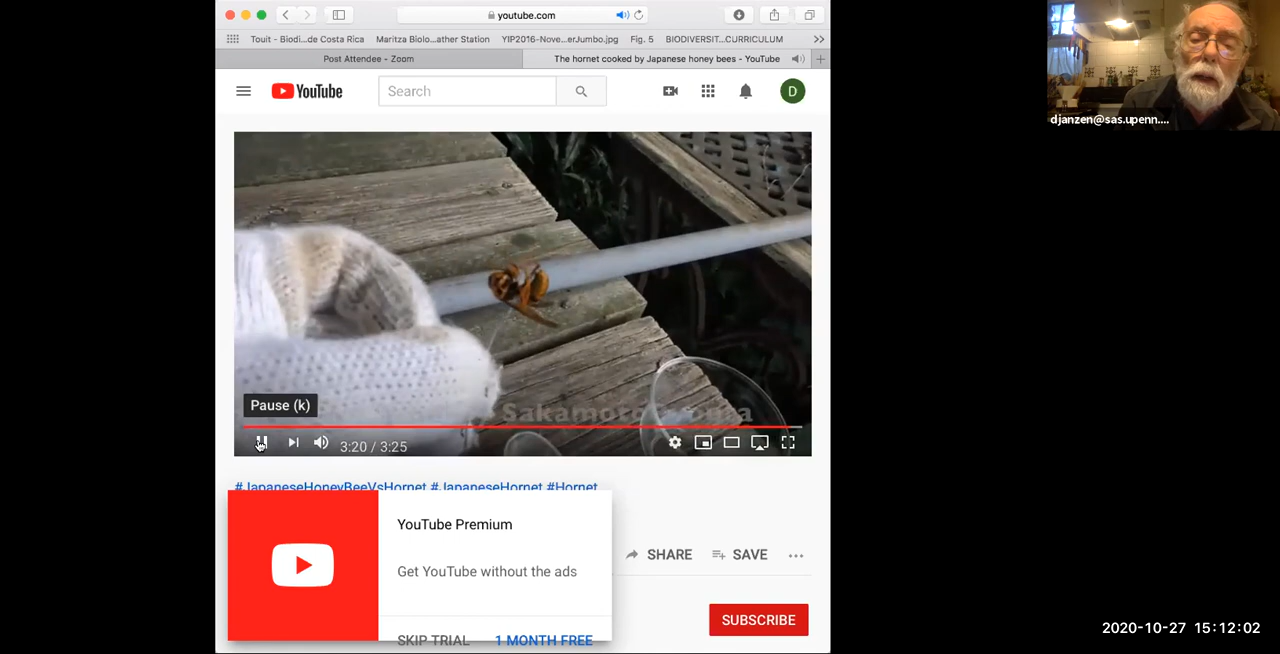 youtube.com
Touit - Biodi...de Costa Rica
Maritza Biolo...ather Station
YIP2016-Nove...erJumbo.jpg
Fig. 5
BIODIVERSIT...CURRICULUM
Post Attendee - Zoom
The hornet cooked by Japanese honey bees - YouTube
YouTube
Search
D
djanzen@sas.upenn....
Pause (k)
3:20 / 3:25
#JapaneseHoneyBeeVsHornet #JapaneseHornet #Hornet
YouTube Premium
Get YouTube without the ads
SKIP TRIAL
1 MONTH FREE
SHARE
SAVE
SUBSCRIBE
2020-10-27 15:12:02